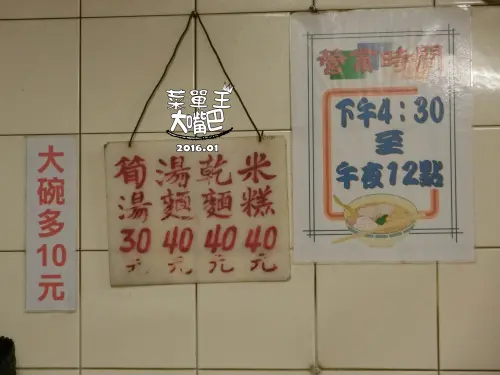 大碗多10元
菜單王
大嘴巴
2016.01
米糕40元
乾麵40元
湯麵40元
筍湯30元
營業時間
下午4：30
至
午夜12點